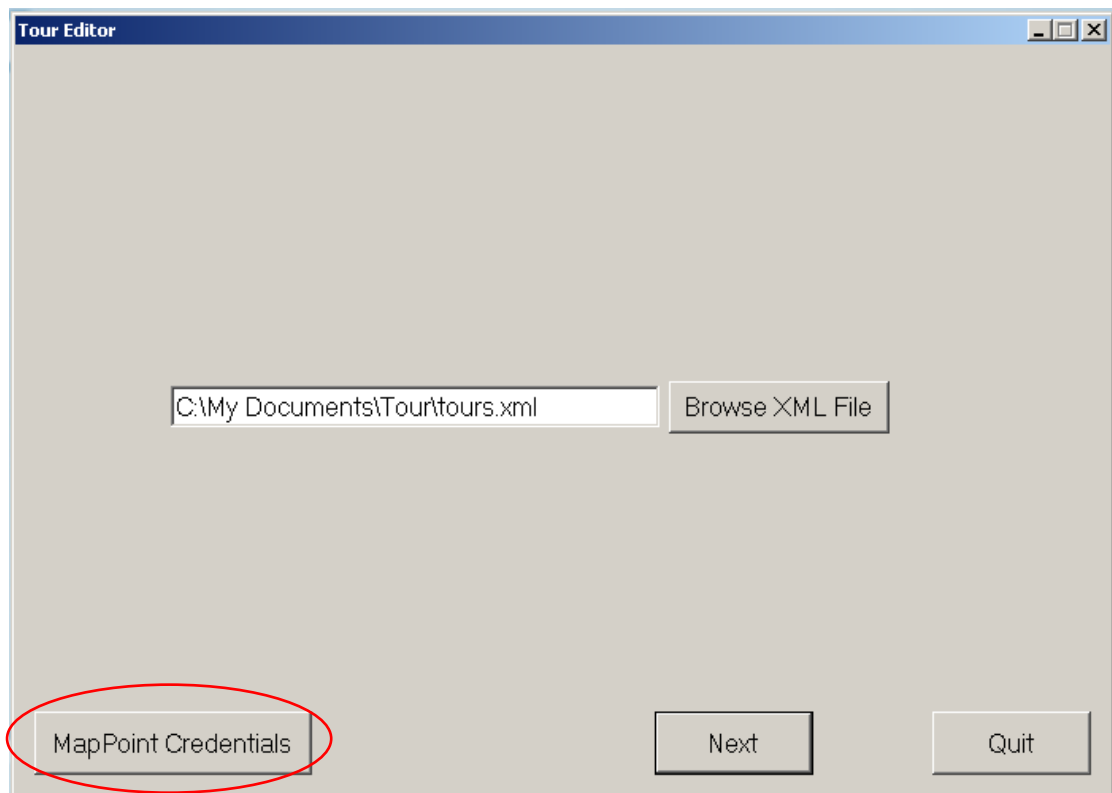 Tour Editor
C:\My Documents\Tour\tours.xml Browse XML File
MapPoint Credentials Next Quit